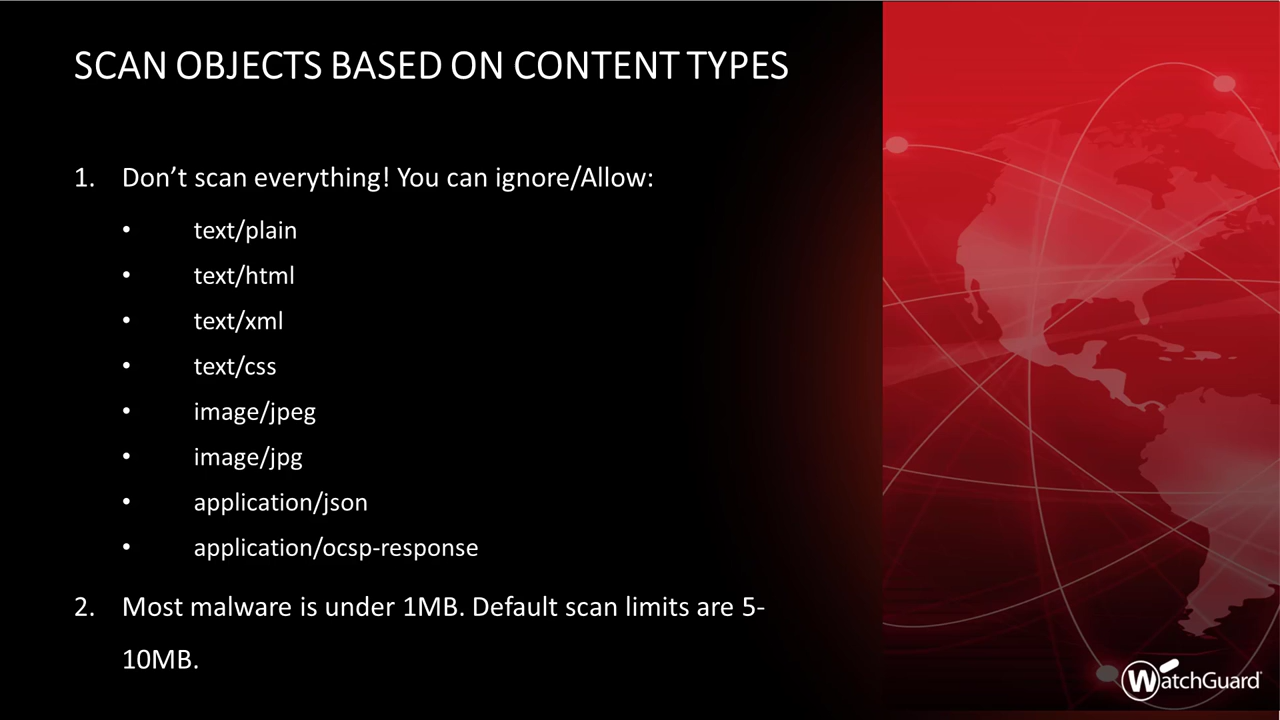 SCAN OBJECTS BASED ON CONTENT TYPES
1. Don’t scan everything! You can ignore/Allow:
• text/plain
• text/html
• text/xml
• text/css
• image/jpeg
• image/jpg
• application/json
• application/ocsp-response
2. Most malware is under 1MB. Default scan limits are 5-
10MB.
WatchGuard